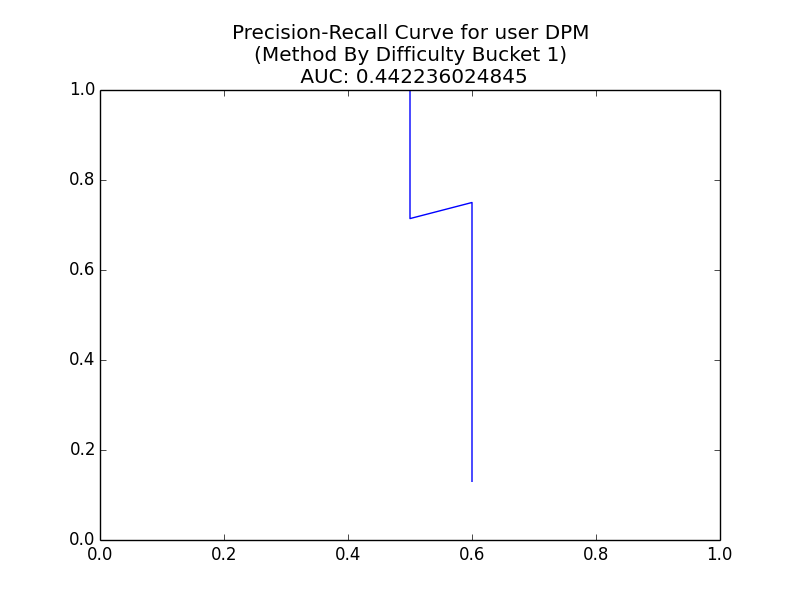 Precision-Recall Curve for user DPM
(Method By Difficulty Bucket 1)
AUC: 0.442236024845
1.0
0.8
0.6
0.4
0.2
0.0
0.0 0.2 0.4 0.6 0.8 1.0